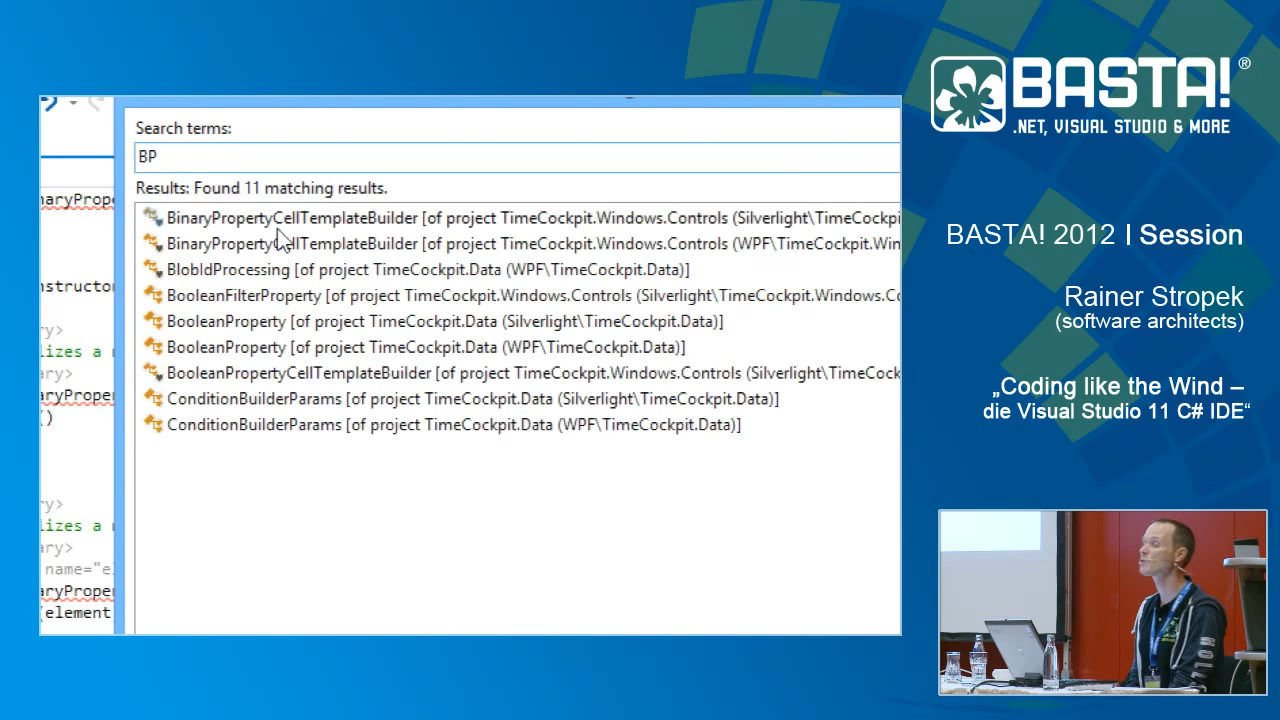 Search terms:
BP
Results: Found 11 matching results.
BinaryPropertyCellTemplateBuilder [of project TimeCockpit.Windows.Controls (Silverlight\TimeCockpi
BinaryPropertyCellTemplateBuilder [of project TimeCockpit.Windows.Controls (WPF\TimeCockpit.Win
BlobIdProcessing [of project TimeCockpit.Data (WPF\TimeCockpit.Data)]
BooleanFilterProperty [of project TimeCockpit.Windows.Controls (Silverlight\TimeCockpit.Windows.Co
BooleanProperty [of project TimeCockpit.Data (Silverlight\TimeCockpit.Data)]
BooleanProperty [of project TimeCockpit.Data (WPF\TimeCockpit.Data)]
BooleanPropertyCellTemplateBuilder [of project TimeCockpit.Windows.Controls (Silverlight\TimeCock
ConditionBuilderParams [of project TimeCockpit.Data (Silverlight\TimeCockpit.Data)]
ConditionBuilderParams [of project TimeCockpit.Data (WPF\TimeCockpit.Data)]
naryPrope
nstructor
ry>
lizes a
ary>
aryProper
()
ry>
lizes a
ary>
name="el
aryProper
(element
BASTA!®
.NET, VISUAL STUDIO & MORE
BASTA! 2012 I Session
Rainer Stropek
(software architects)
„Coding like the Wind –
die Visual Studio 11 C# IDE“